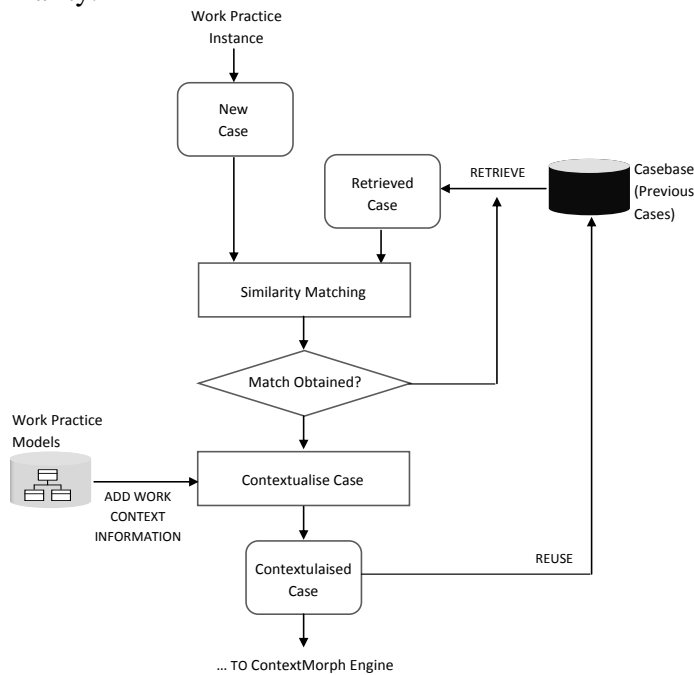 Work Practice
Instance
New
Case
Retrieved
Case
RETRIEVE
Casebase
(Previous
Cases)
Similarity Matching
Match Obtained?
Work Practice
Models
ADD WORK
CONTEXT
INFORMATION
Contextualise Case
Contextulaised
Case
REUSE
... TO ContextMorph Engine